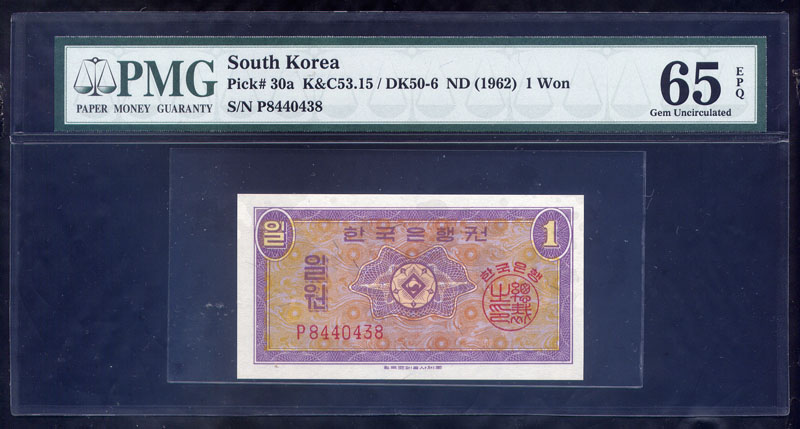 PMG
PAPER MONEY GUARANTY
South Korea
Pick# 30a K&C53.15 / DK50-6 ND (1962) 1 Won
S/N P8440438
65 EPQ
Gem Uncirculated
일
한국은행권
1
일원
한국은행
P8440438